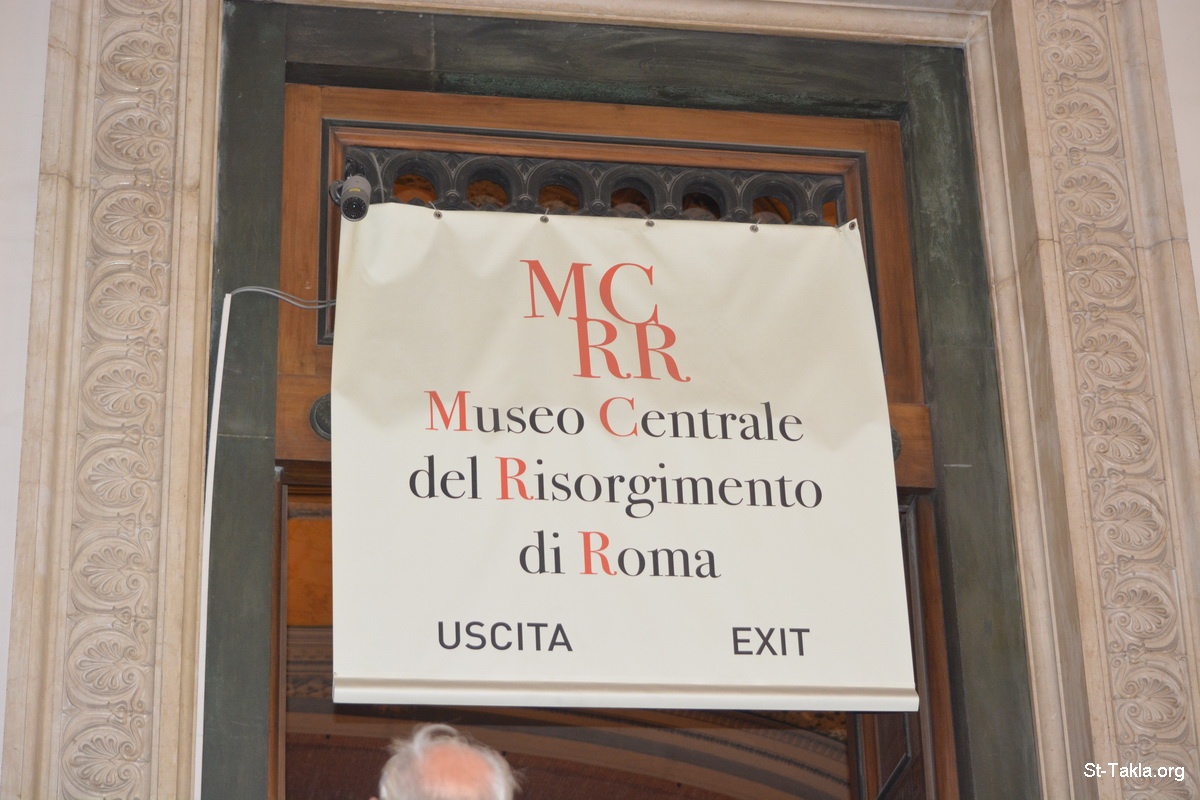 MC
RR
Museo Centrale
del Risorgimento
di Roma
USCITA EXIT
St-Takla.org